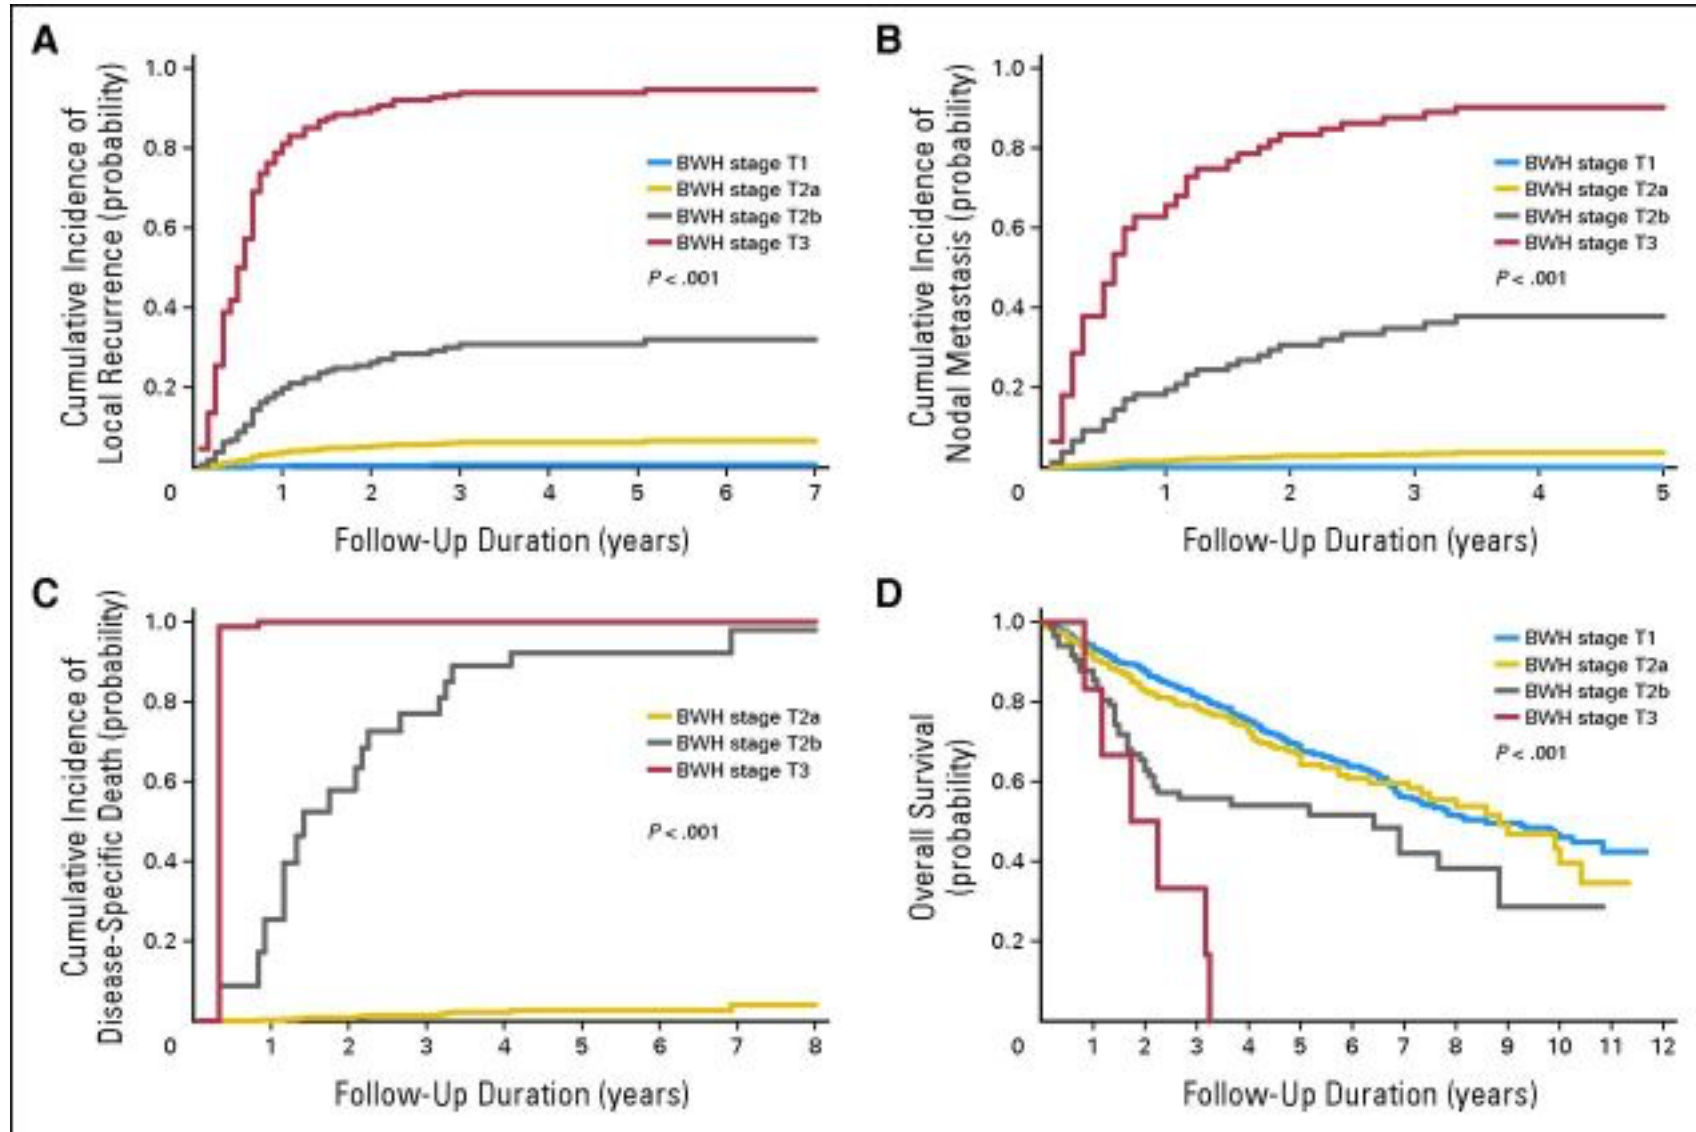 A
Cumulative Incidence of
Local Recurrence (probability)
1.0
0.8
0.6
0.4
0.2
0
1 2 3 4 5 6 7
Follow-Up Duration (years)
BWH stage T1
BWH stage T2a
BWH stage T2b
BWH stage T3
P < .001
B
Cumulative Incidence of
Nodal Metastasis (probability)
1.0
0.8
0.6
0.4
0.2
0
1 2 3 4 5
Follow-Up Duration (years)
BWH stage T1
BWH stage T2a
BWH stage T2b
BWH stage T3
P < .001
C
Cumulative Incidence of
Disease-Specific Death (probability)
1.0
0.8
0.6
0.4
0.2
0
1 2 3 4 5 6 7 8
Follow-Up Duration (years)
BWH stage T2a
BWH stage T2b
BWH stage T3
P < .001
D
Overall Survival
(probability)
1.0
0.8
0.6
0.4
0.2
0
1 2 3 4 5 6 7 8 9 10 11 12
Follow-Up Duration (years)
BWH stage T1
BWH stage T2a
BWH stage T2b
BWH stage T3
P < .001